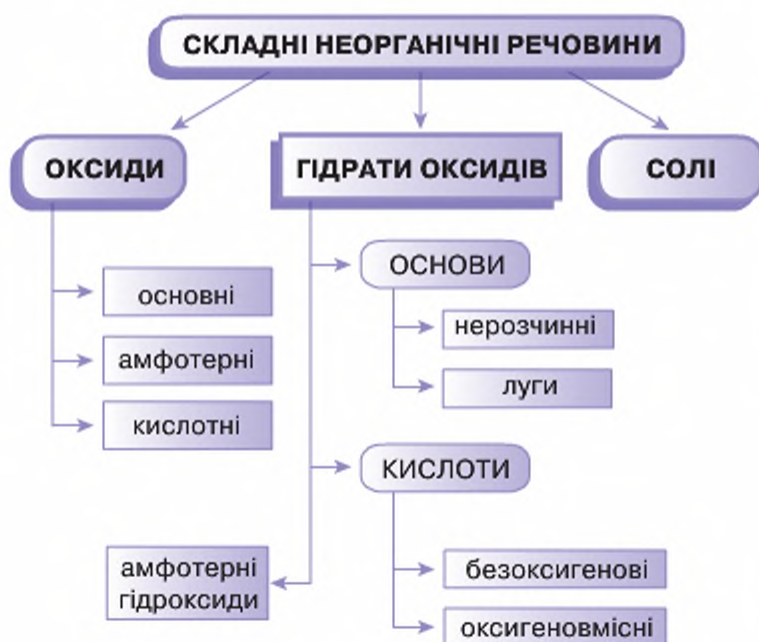 СКЛАДНІ НЕОРГАНІЧНІ РЕЧОВИНИ
ОКСИДИ
ГІДРАТИ ОКСИДІВ
СОЛІ
основні
амфотерні
кислотні
ОСНОВИ
нерозчинні
луги
КИСЛОТИ
безоксигенові
оксигеновмісні
амфотерні
гідроксиди